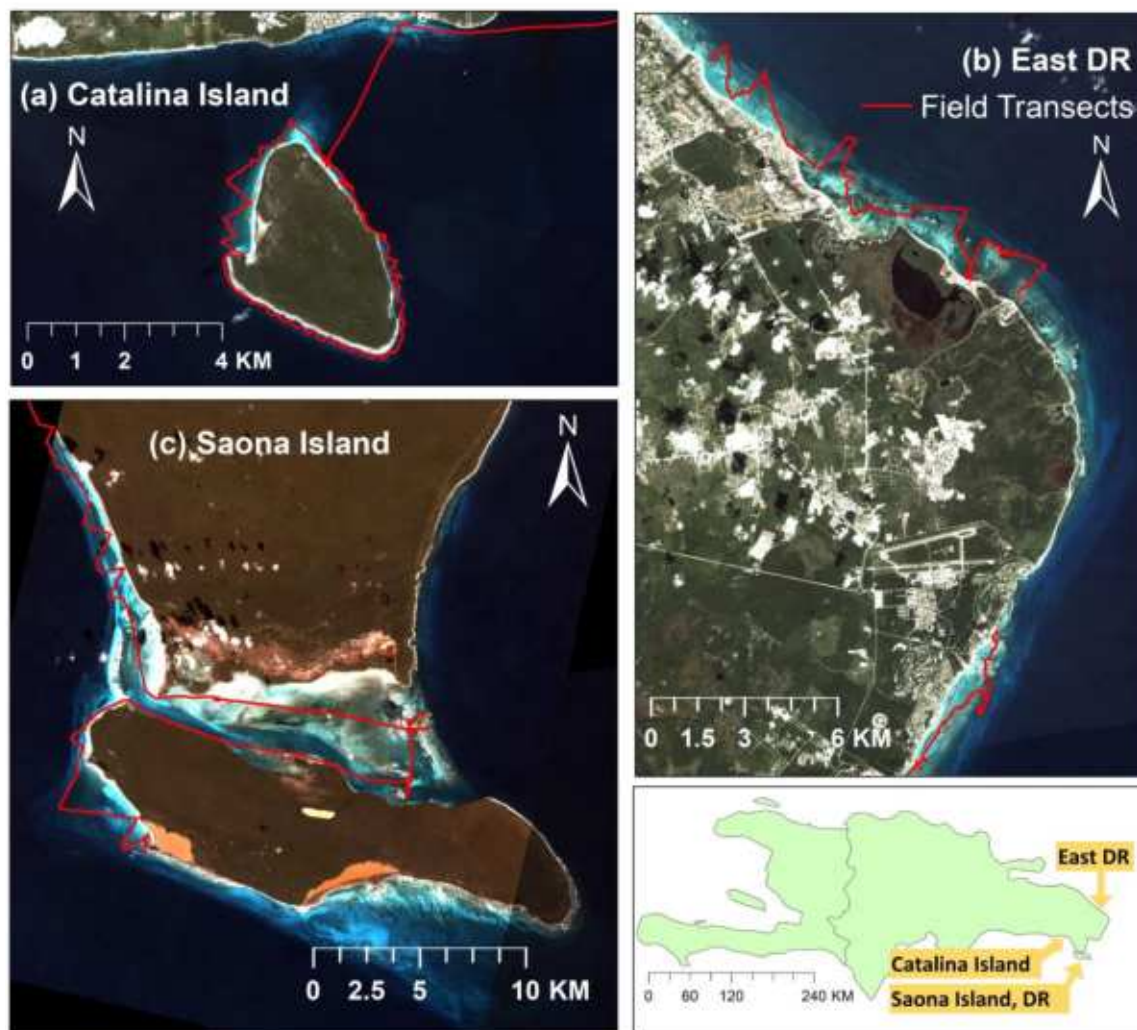 (a) Catalina Island
N
0 1 2 4 KM
(b) East DR
Field Transects
N
0 1.5 3 6 KM
(c) Saona Island
N
0 2.5 5 10 KM
East DR
Catalina Island
Saona Island, DR
0 60 120 240 KM